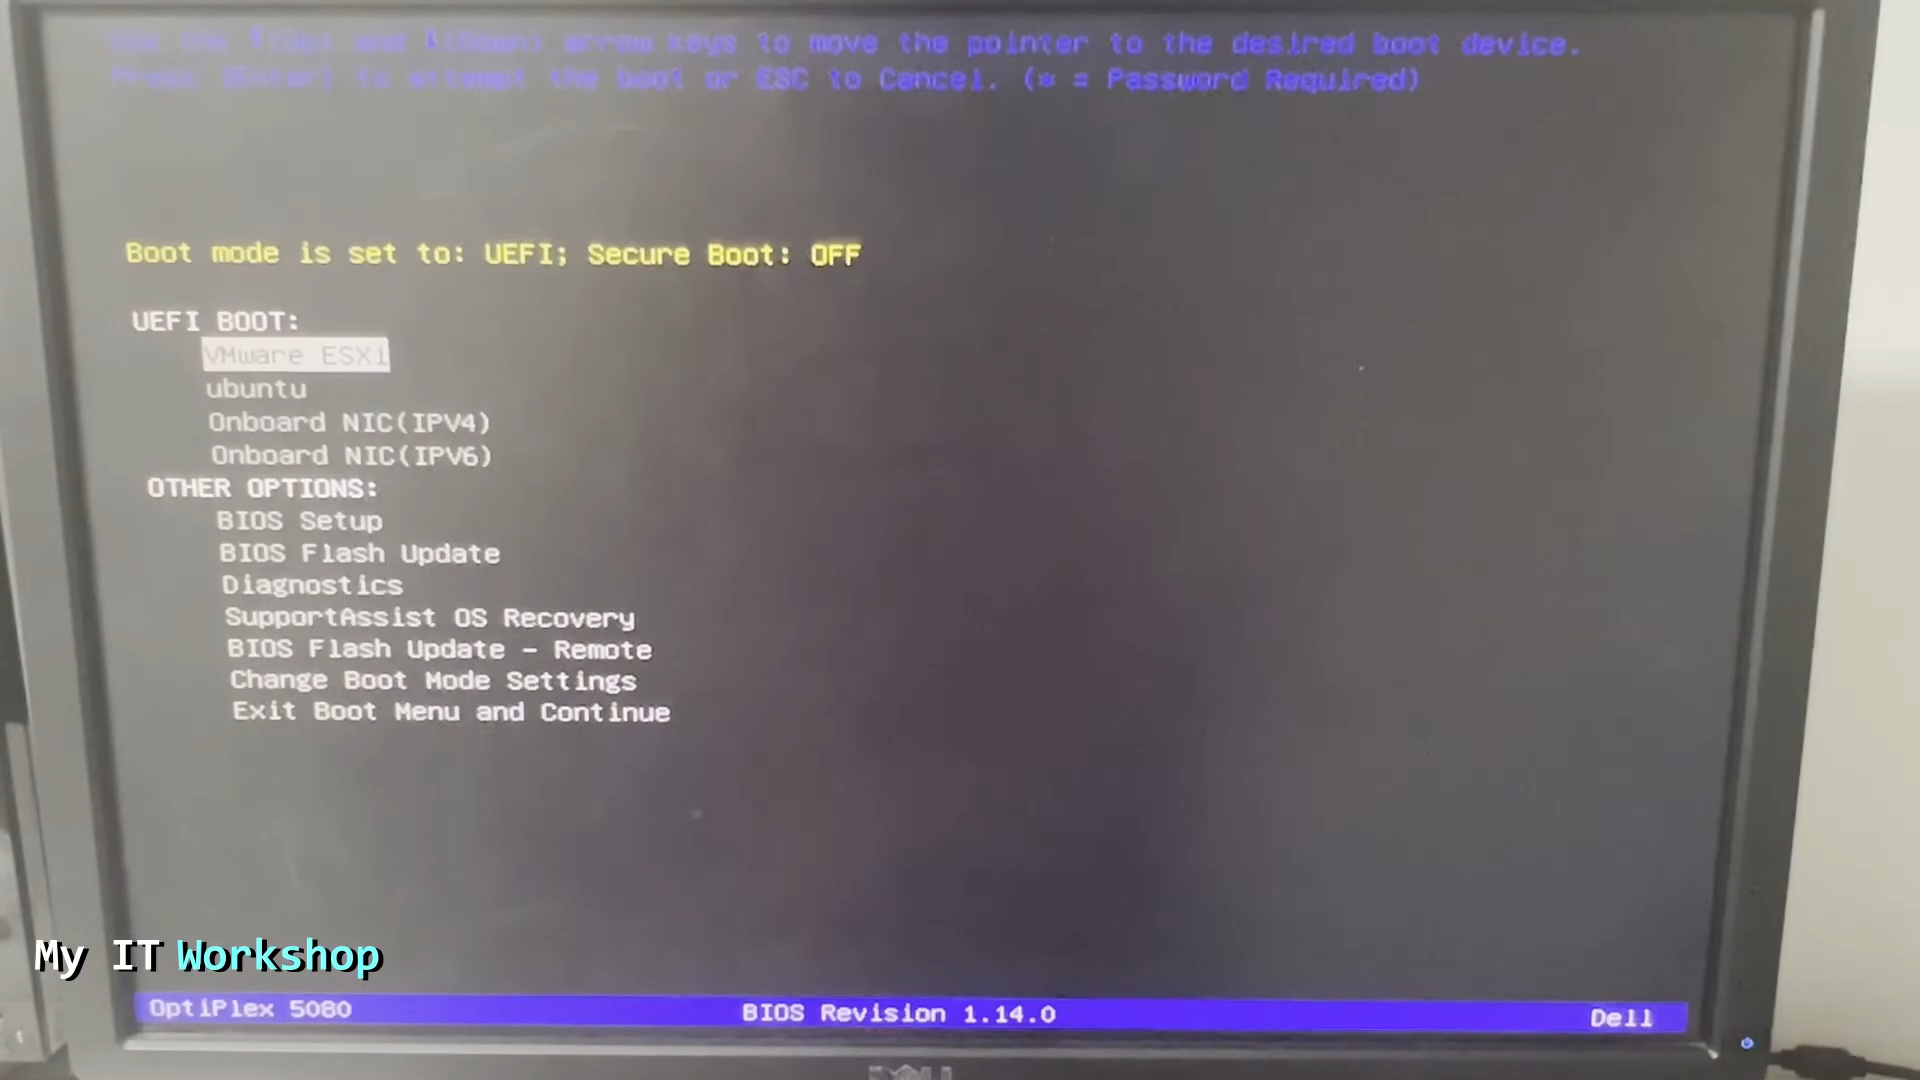 Use the ↑(Up) and ↓(Down) arrow keys to move the pointer to the desired boot device.
Press [Enter] to attempt the boot or ESC to Cancel. (* = Password Required)
Boot mode is set to: UEFI; Secure Boot: OFF
UEFI BOOT:
VMware ESXi
ubuntu
Onboard NIC(IPV4)
Onboard NIC(IPV6)
OTHER OPTIONS:
BIOS Setup
BIOS Flash Update
Diagnostics
SupportAssist OS Recovery
BIOS Flash Update - Remote
Change Boot Mode Settings
Exit Boot Menu and Continue
My IT Workshop
OptiPlex 5080 BIOS Revision 1.14.0 Dell
DELL